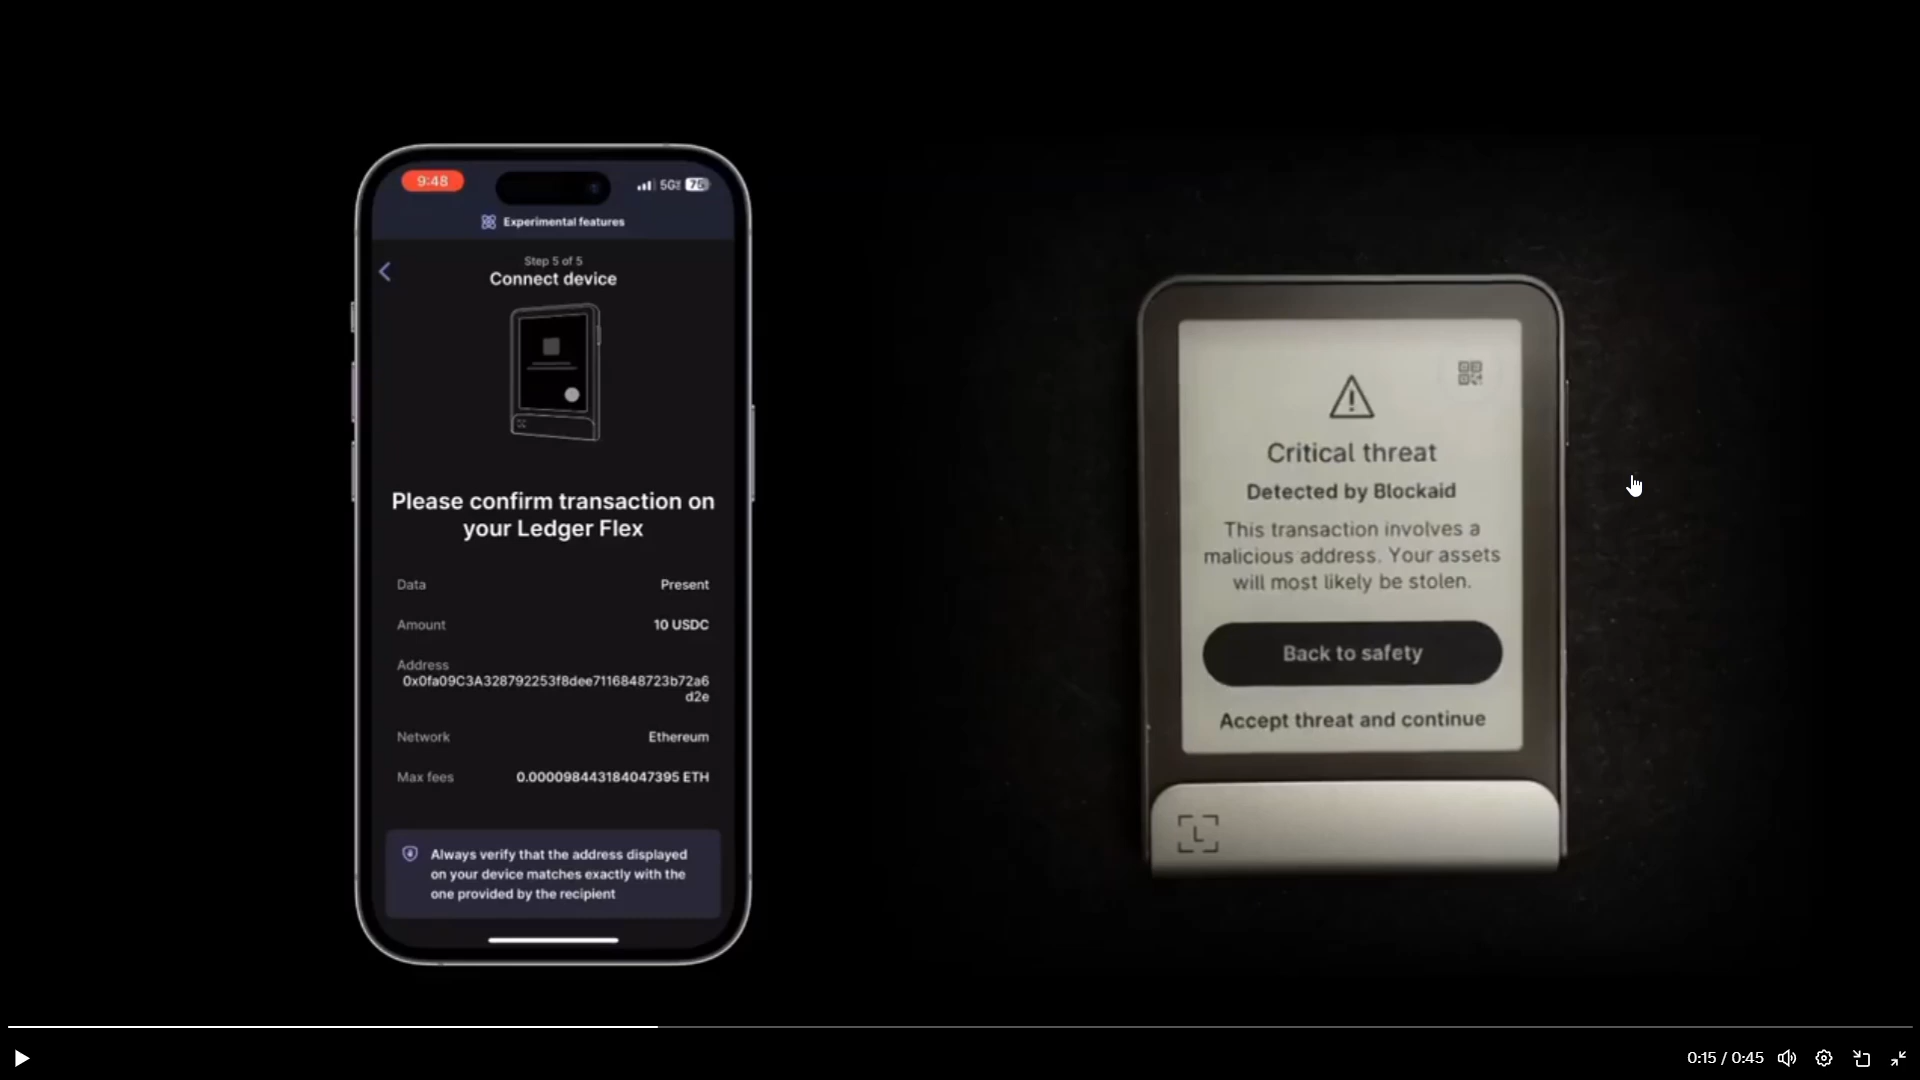 9:48
5G
76
Experimental features
Step 5 of 5
Connect device
Please confirm transaction on
your Ledger Flex
Data Present
Amount 10 USDC
Address
0x0fa09C3A328792253f8dee7116848723b72a6
d2e
Network Ethereum
Max fees 0.000098443184047395 ETH
Always verify that the address displayed
on your device matches exactly with the
one provided by the recipient
Critical threat
Detected by Blockaid
This transaction involves a
malicious address. Your assets
will most likely be stolen.
Back to safety
Accept threat and continue
L
0:15 / 0:45